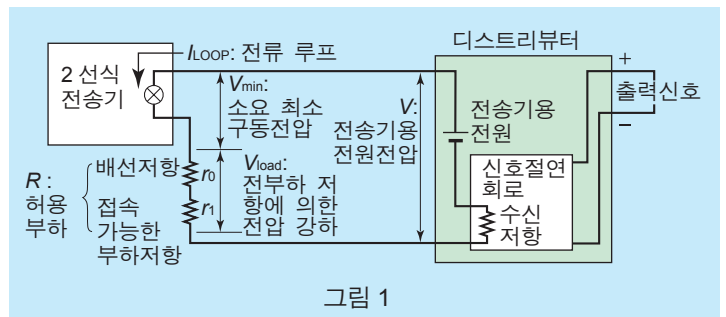 2 선식
전송기
ILOOP: 전류 루프
Vmin:
소요 최소
구동전압
Vload:
전부하 저
항에 의한
전압 강하
R :
허용
부하
배선저항
접속
가능한
부하저항
r0
r1
V:
전송기용
전원전압
디스트리뷰터
전송기용
전원
신호절연
회로
수신
저항
+
출력신호
−
그림 1